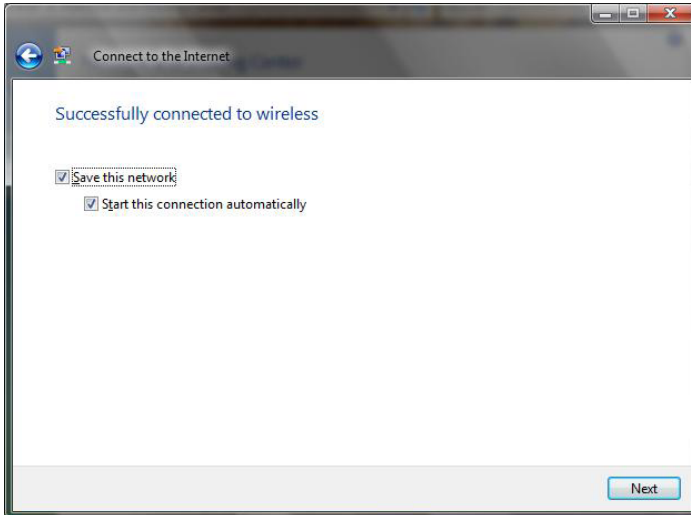 Connect to the Internet
Successfully connected to wireless
Save this network
Start this connection automatically
Next